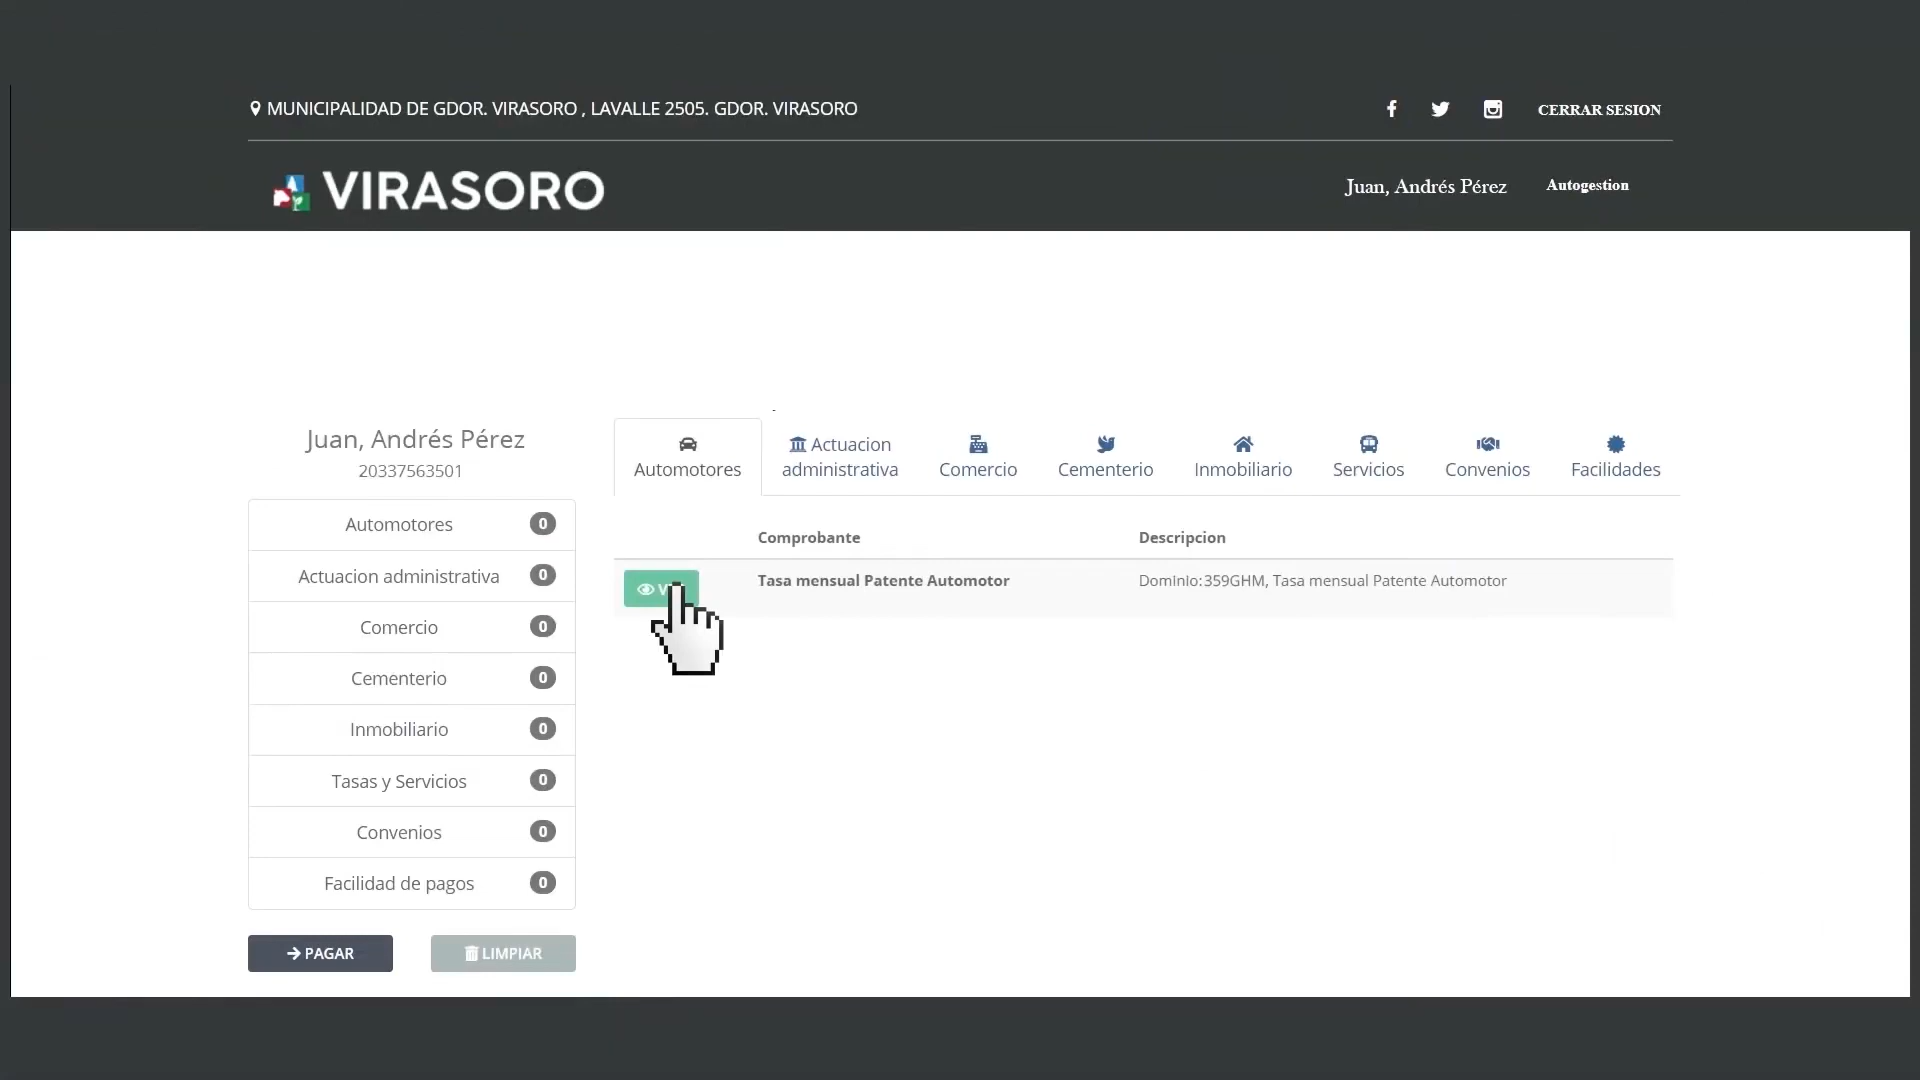 MUNICIPALIDAD DE GDOR. VIRASORO , LAVALLE 2505. GDOR. VIRASORO
CERRAR SESION
VIRASORO
Juan, Andrés Pérez
Autogestion
Juan, Andrés Pérez
20337563501
Automotores 0
Actuacion administrativa 0
Comercio 0
Cementerio 0
Inmobiliario 0
Tasas y Servicios 0
Convenios 0
Facilidad de pagos 0
PAGAR
LIMPIAR
Automotores
Actuacion
administrativa
Comercio
Cementerio
Inmobiliario
Servicios
Convenios
Facilidades
Comprobante
Descripcion
Tasa mensual Patente Automotor
Dominio:359GHM, Tasa mensual Patente Automotor